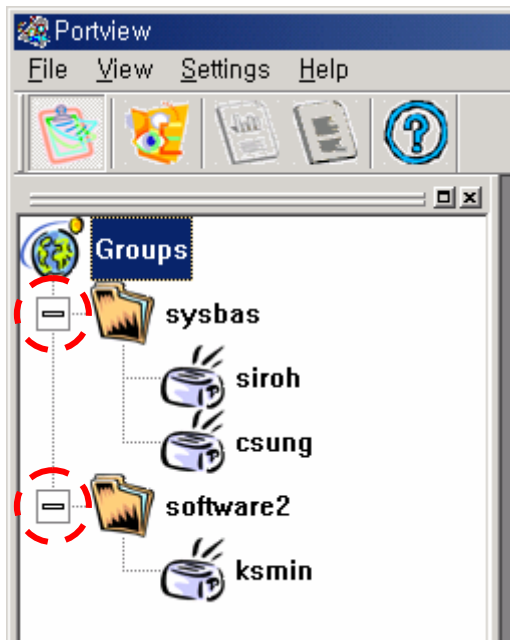 Portview
File View Settings Help
Groups
sysbas
siroh
csung
software2
ksmin